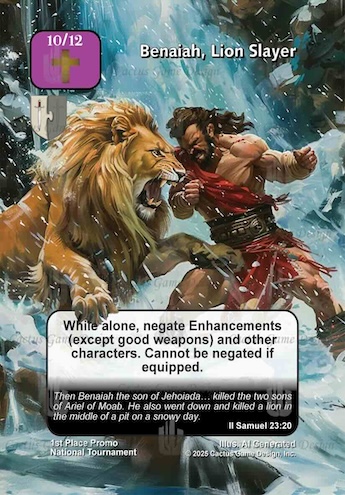 10/12
Benaiah, Lion Slayer
Cactus Game Design
While alone, negate Enhancements
(except good weapons) and other
characters. Cannot be negated if
equipped.
Then Benaiah the son of Jehoiada… killed the two sons
of Ariel of Moab. He also went down and killed a lion in
the middle of a pit on a snowy day.
II Samuel 23:20
1st Place Promo
National Tournament
Illus. AI Generated
© 2025 Cactus Game Design, Inc.